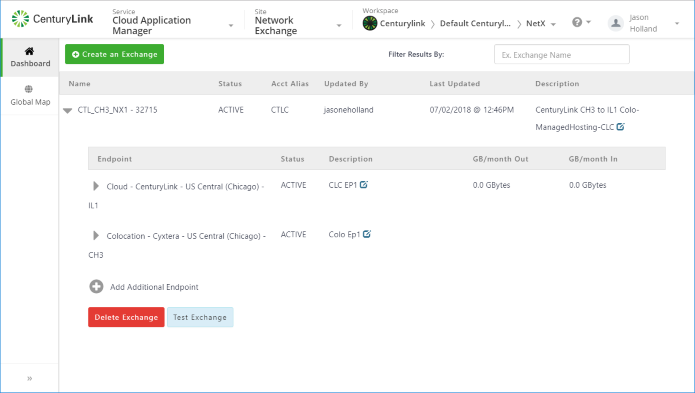 CenturyLink
Service
Cloud Application
Manager
Site
Network
Exchange
Workspace
Centurylink > Default Centuryl... > NetX
?
Jason
Holland
Dashboard
Global Map
Create an Exchange
Filter Results By:
Ex. Exchange Name
Name Status Acct Alias Updated By Last Updated Description
CTL_CH3_NX1 - 32715 ACTIVE CTLC jasoneholland 07/02/2018 @ 12:46PM CenturyLink CH3 to IL1 Colo-
ManagedHosting-CLC
Endpoint Status Description GB/month Out GB/month In
Cloud - CenturyLink - US Central (Chicago) - ACTIVE CLC EP1 0.0 GBytes 0.0 GBytes
IL1
Colocation - Cyxtera - US Central (Chicago) - ACTIVE Colo Ep1
CH3
Add Additional Endpoint
Delete Exchange
Test Exchange
»